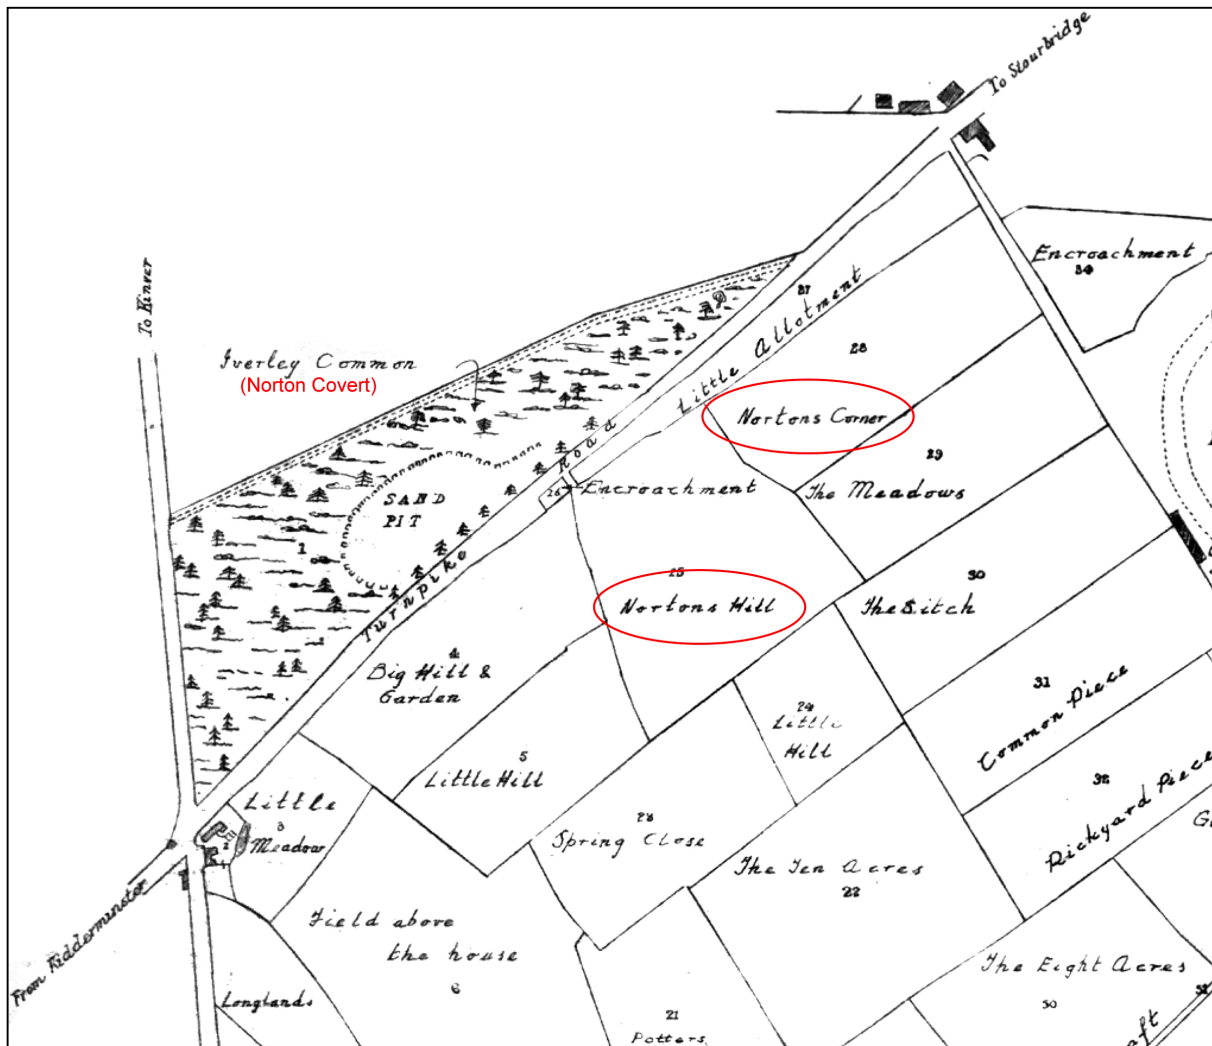 To Stourbridge
To Kinver
Encroachment
34
37
Little Allotment
28
Iverley Common
(Norton Covert)
Nortons Corner
29
The Meadows
Turnpike Road
SAND
PIT
26
Encroachment
1
25
Nortons Hill
30
The Sitch
4
Big Hill &
Garden
31
Common Piece
24
Little
Hill
5
Little Hill
32
Rickyard Piece
Little
3
Meadow
2
23
Spring Close
The Ten Acres
22
From Kidderminster
Field above
the house
6
The Eight Acres
50
Longlands
21
Potters